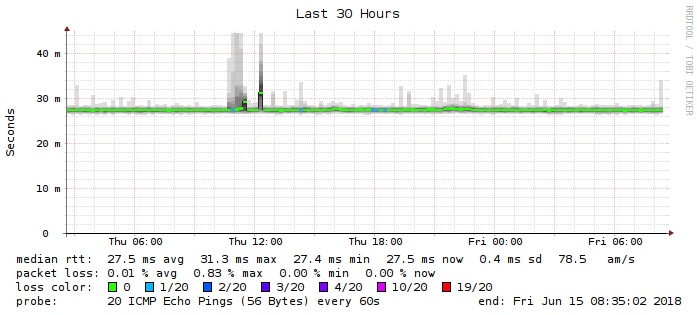 Last 30 Hours
RRDTOOL / TOBI OETIKER
Seconds
40 m
30 m
20 m
10 m
0
Thu 06:00 Thu 12:00 Thu 18:00 Fri 00:00 Fri 06:00
median rtt: 27.5 ms avg 31.3 ms max 27.4 ms min 27.5 ms now 0.4 ms sd 78.5 am/s
packet loss: 0.01 % avg 0.83 % max 0.00 % min 0.00 % now
loss color: 0 1/20 2/20 3/20 4/20 10/20 19/20
probe: 20 ICMP Echo Pings (56 Bytes) every 60s end: Fri Jun 15 08:35:02 2018